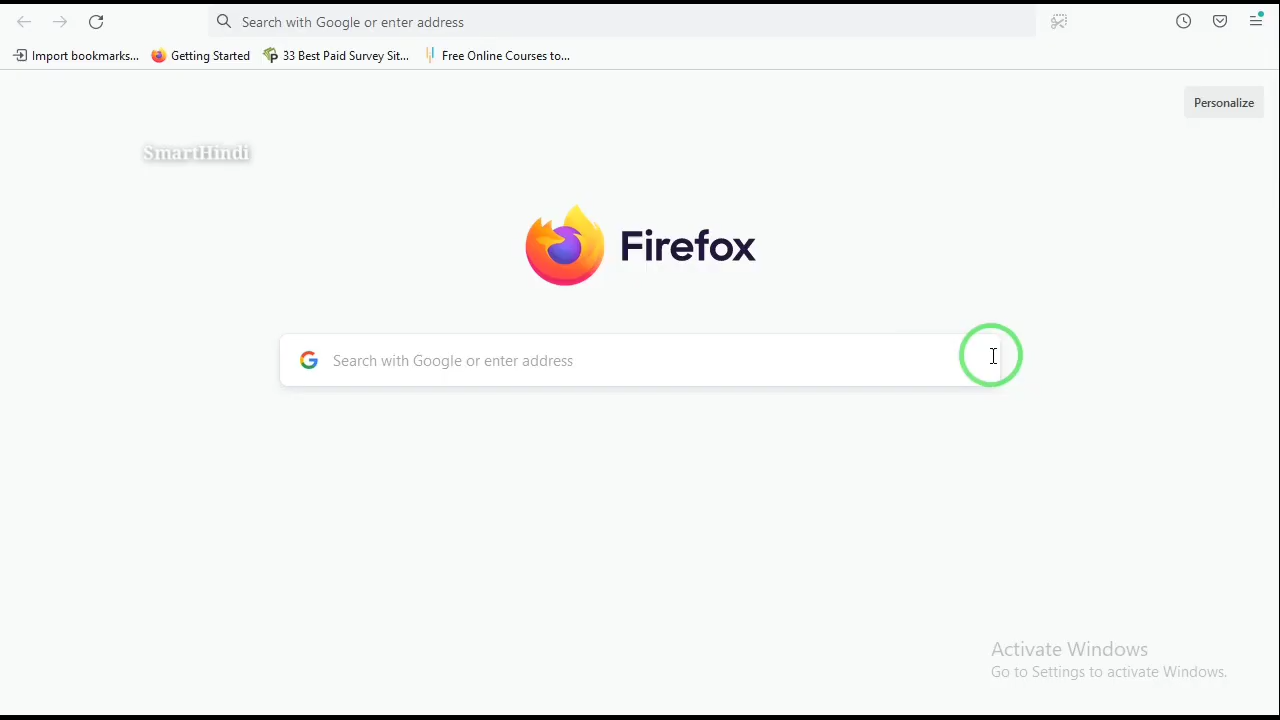 Search with Google or enter address
Import bookmarks... Getting Started 33 Best Paid Survey Sit... Free Online Courses to...
Personalize
SmartHindi
Firefox
Search with Google or enter address
Activate Windows
Go to Settings to activate Windows.